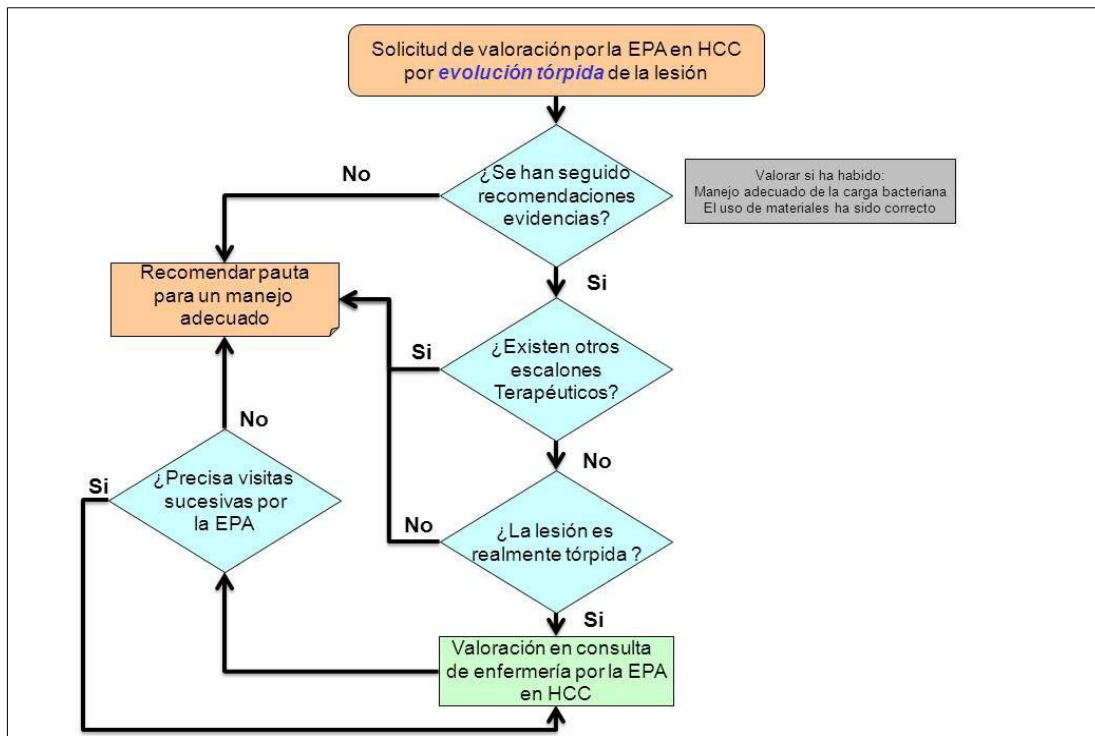 Solicitud de valoración por la EPA en HCC
por evolución tórpida de la lesión
No
¿Se han seguido
recomendaciones
evidencias?
Valorar si ha habido:
Manejo adecuado de la carga bacteriana
El uso de materiales ha sido correcto
Recomendar pauta
para un manejo
adecuado
Si
Si
¿Existen otros
escalones
Terapéuticos?
No
No
Si
¿Precisa visitas
sucesivas por
la EPA
No
¿La lesión es
realmente tórpida ?
Si
Valoración en consulta
de enfermería por la EPA
en HCC